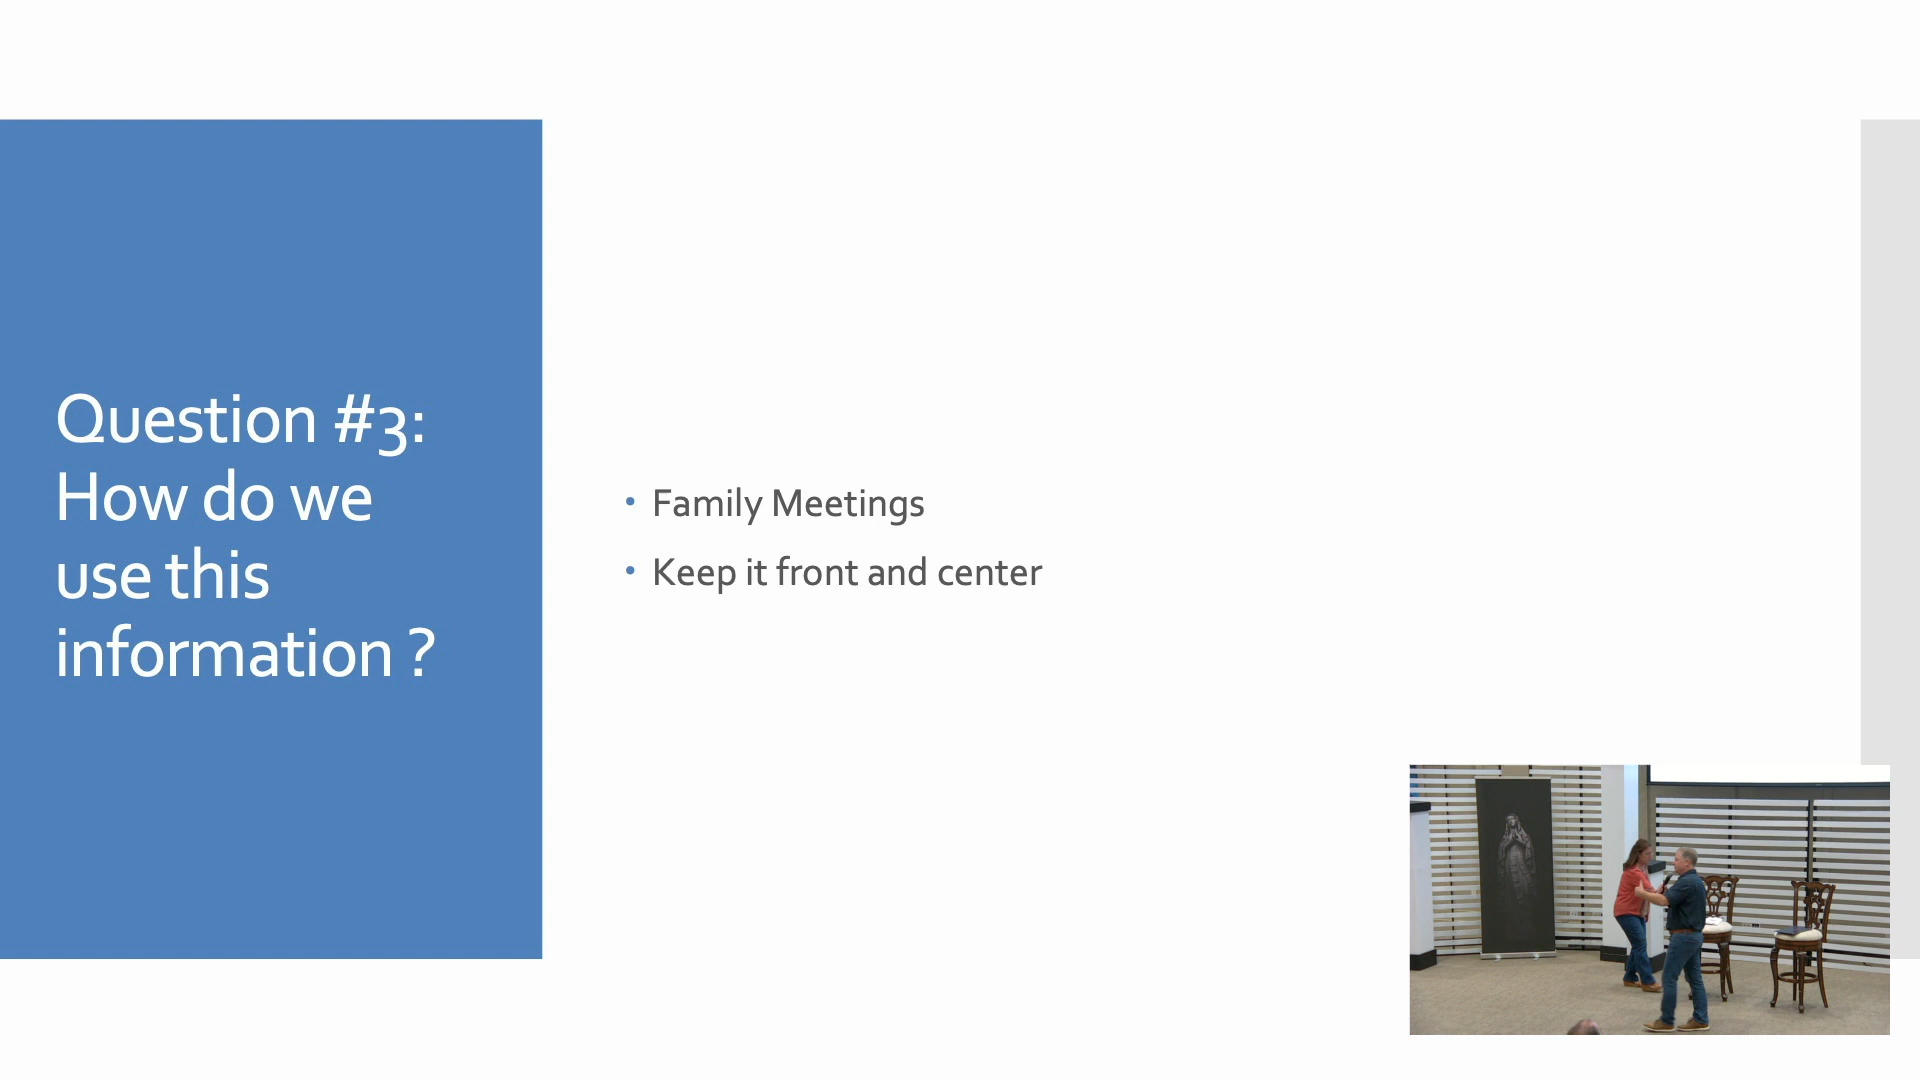 Question #3:
How do we
use this
information ?
• Family Meetings
• Keep it front and center